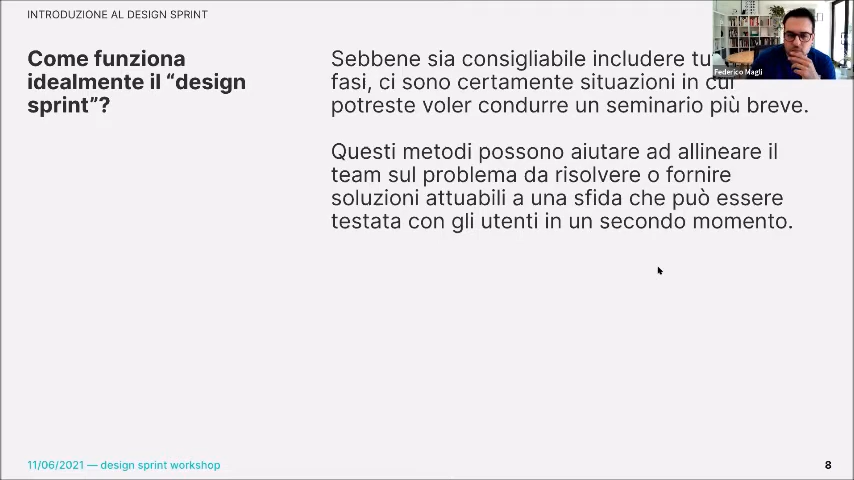 INTRODUZIONE AL DESIGN SPRINT
Come funziona
idealmente il “design
sprint”?
Sebbene sia consigliabile includere
fasi, ci sono certamente situazioni in cui
potreste voler condurre un seminario più breve.
Questi metodi possono aiutare ad allineare il
team sul problema da risolvere o fornire
soluzioni attuabili a una sfida che può essere
testata con gli utenti in un secondo momento.
Federico Magli
11/06/2021 — design sprint workshop
8